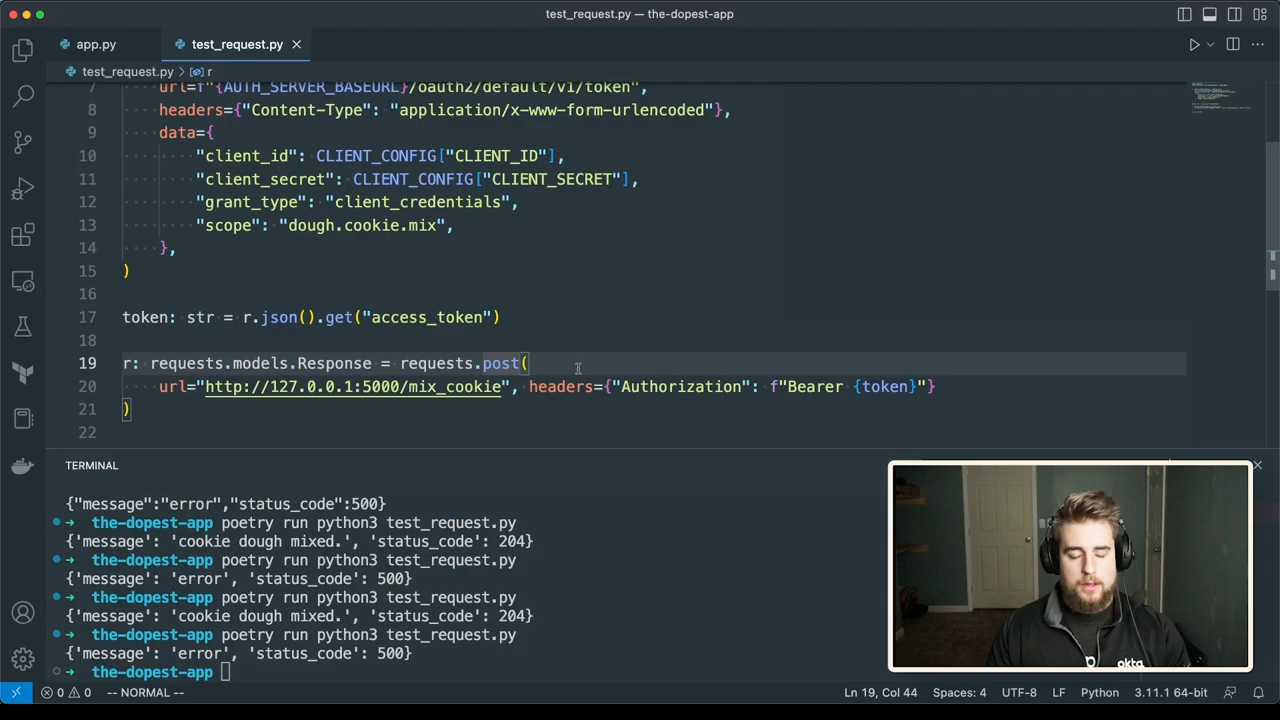 test_request.py — the-dopest-app
app.py
test_request.py
test_request.py > r
7 url=f"{AUTH_SERVER_BASEURL}/oauth2/default/v1/token",
8 headers={"Content-Type": "application/x-www-form-urlencoded"},
9 data={
10 "client_id": CLIENT_CONFIG["CLIENT_ID"],
11 "client_secret": CLIENT_CONFIG["CLIENT_SECRET"],
12 "grant_type": "client_credentials",
13 "scope": "dough.cookie.mix",
14 },
15 )
16
17 token: str = r.json().get("access_token")
18
19 r: requests.models.Response = requests.post(
20 url="http://127.0.0.1:5000/mix_cookie", headers={"Authorization": f"Bearer {token}"}
21 )
22
TERMINAL
{"message":"error","status_code":500}
→ the-dopest-app poetry run python3 test_request.py
{'message': 'cookie dough mixed.', 'status_code': 204}
→ the-dopest-app poetry run python3 test_request.py
{'message': 'error', 'status_code': 500}
→ the-dopest-app poetry run python3 test_request.py
{'message': 'cookie dough mixed.', 'status_code': 204}
→ the-dopest-app poetry run python3 test_request.py
{'message': 'error', 'status_code': 500}
→ the-dopest-app
okta
0 0 -- NORMAL -- Ln 19, Col 44 Spaces: 4 UTF-8 LF Python 3.11.1 64-bit